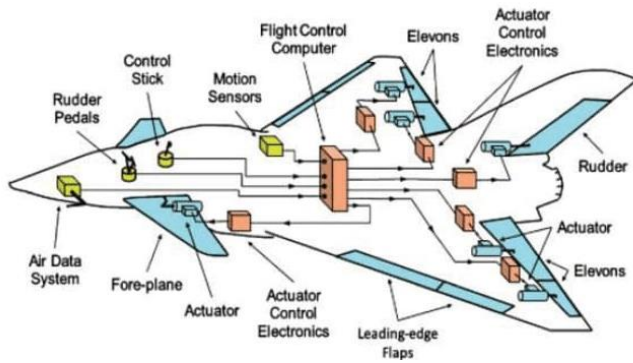 Flight Control
Computer
Elevons
Actuator
Control
Electronics
Control
Stick
Motion
Sensors
Rudder
Pedals
Rudder
Air Data
System
Fore-plane
Actuator
Actuator
Control
Electronics
Leading-edge
Flaps
Actuator
Elevons